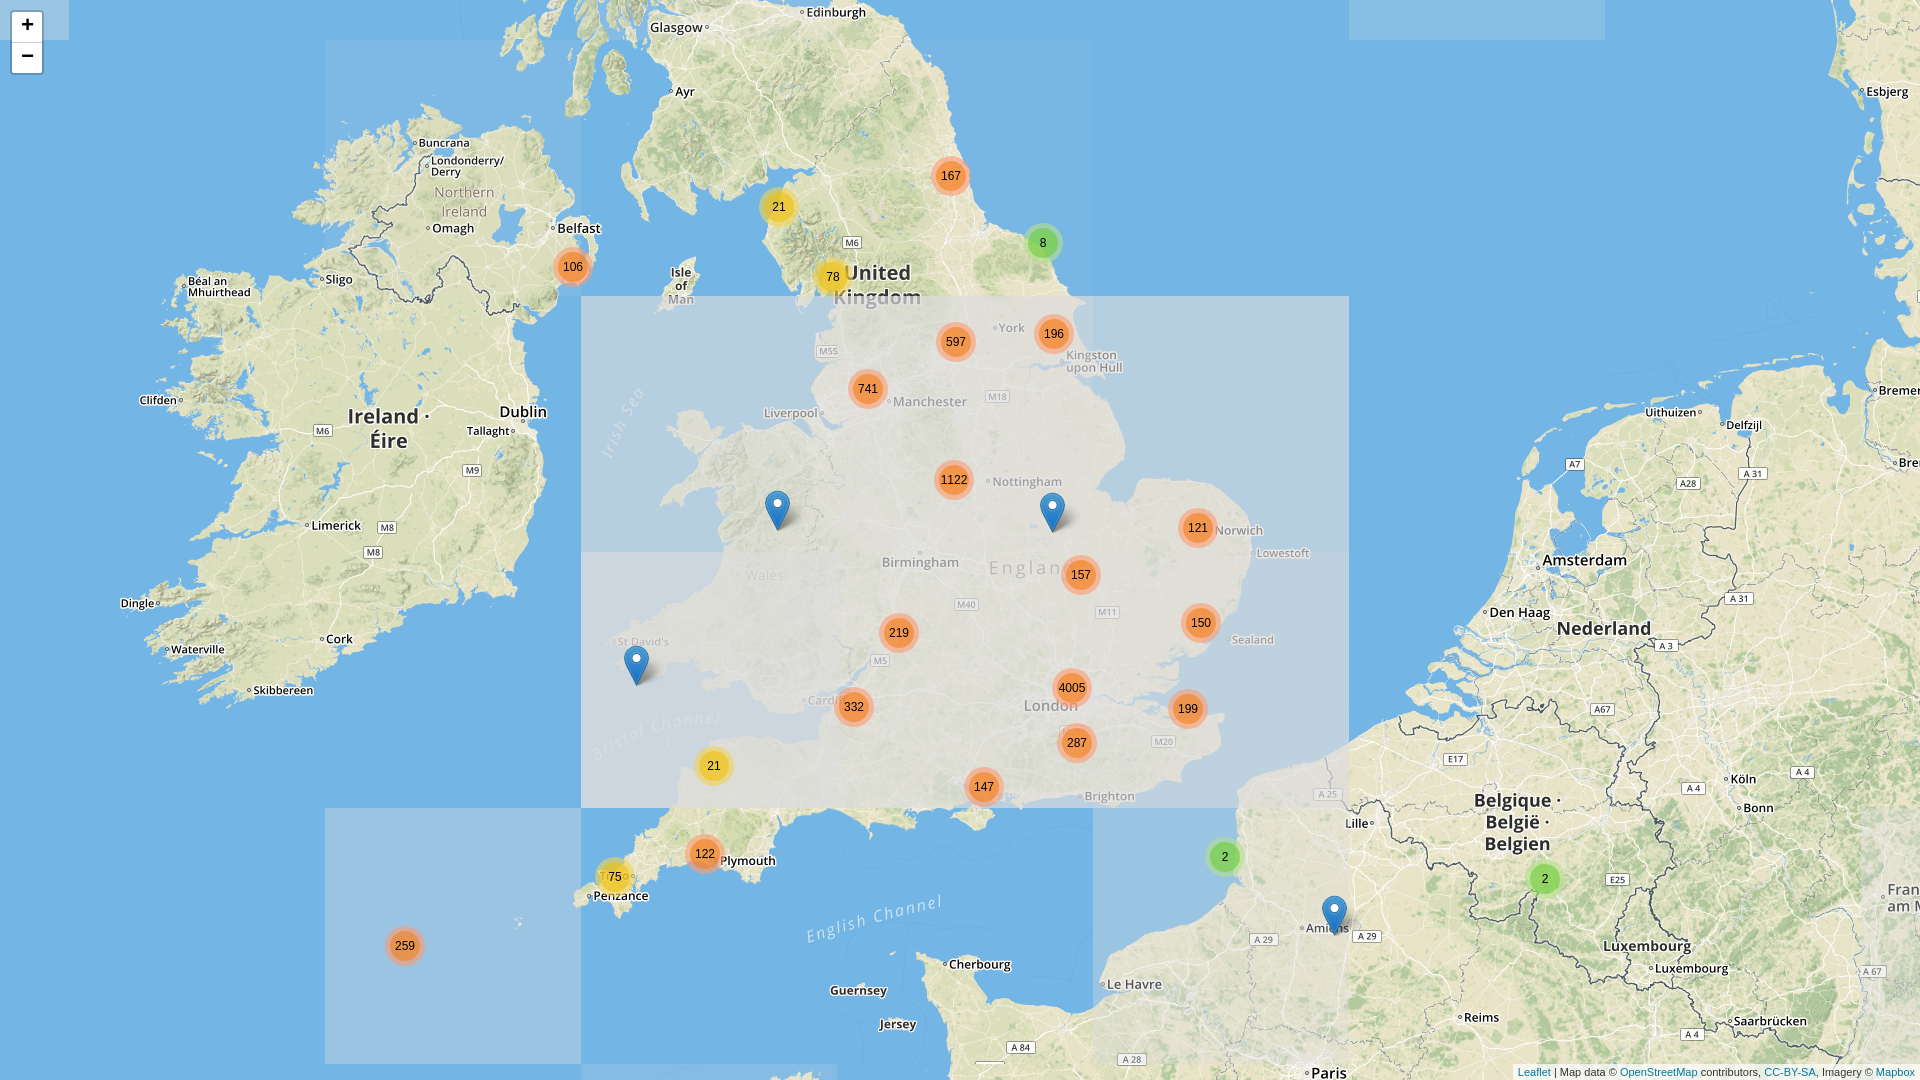 +
−
Glasgow
Edinburgh
Ayr
Esbjerg
Buncrana
Londonderry/
Derry
167
Northern
Ireland
21
Omagh
Belfast
M6
8
106
Isle
of
Man
78
United
Kingdom
Sligo
Béal an
Mhuirthead
York
196
597
M55
Kingston
upon Hull
741
Manchester
M18
Bremer
Clifden
Irish Sea
Liverpool
Ireland ·
Éire
Dublin
Tallaght
M6
Uithuizen
Delfzijl
A7
A 31
A28
Bre
M9
1122
Nottingham
Limerick
M8
M8
121
Norwich
Lowestoft
Birmingham
England
157
Wales
Amsterdam
Dingle
M40
M11
A 31
Den Haag
Nederland
219
150
Sealand
Cork
St David's
Waterville
M5
A 3
Skibbereen
4005
London
Cardiff
332
199
A67
Bristol Channel
287
M20
21
E17
A 4
Köln
147
Brighton
A 25
A 4
Bonn
Belgique ·
België ·
Belgien
Lille
122
Plymouth
2
75
Penzance
2
E25
Fran
am M
English Channel
259
Amiens
A 29
A 29
Luxembourg
Luxembourg
Cherbourg
A 67
Le Havre
Guernsey
Jersey
Reims
Saarbrücken
A 4
A 84
A 28
Paris
Leaflet | Map data © OpenStreetMap contributors, CC-BY-SA, Imagery © Mapbox